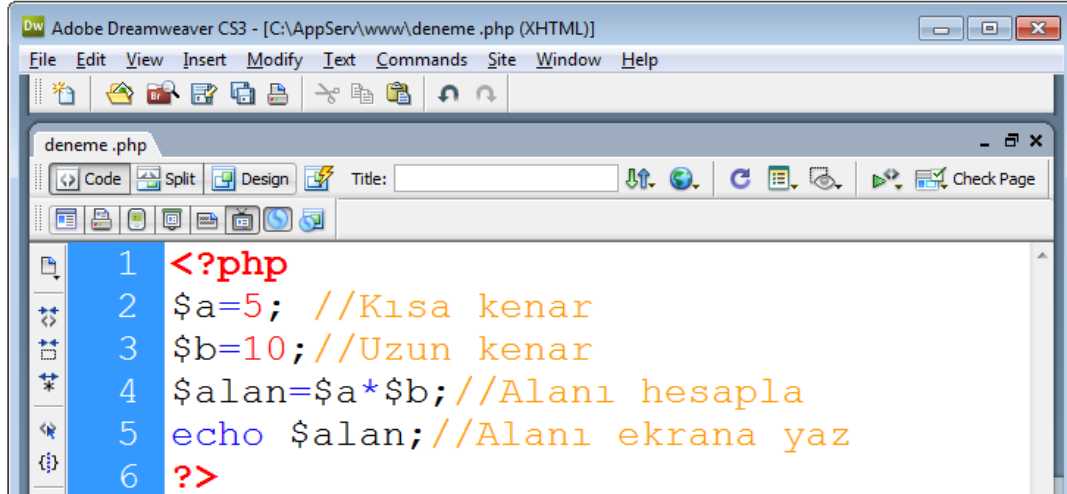 Dw Adobe Dreamweaver CS3 - [C:\AppServ\www\deneme .php (XHTML)]
File Edit View Insert Modify Text Commands Site Window Help
Br
deneme .php
Code Split Design Title: Check Page
1 <?php
2 $a=5; //Kısa kenar
3 $b=10;//Uzun kenar
4 $alan=$a*$b;//Alanı hesapla
5 echo $alan;//Alanı ekrana yaz
6 ?>